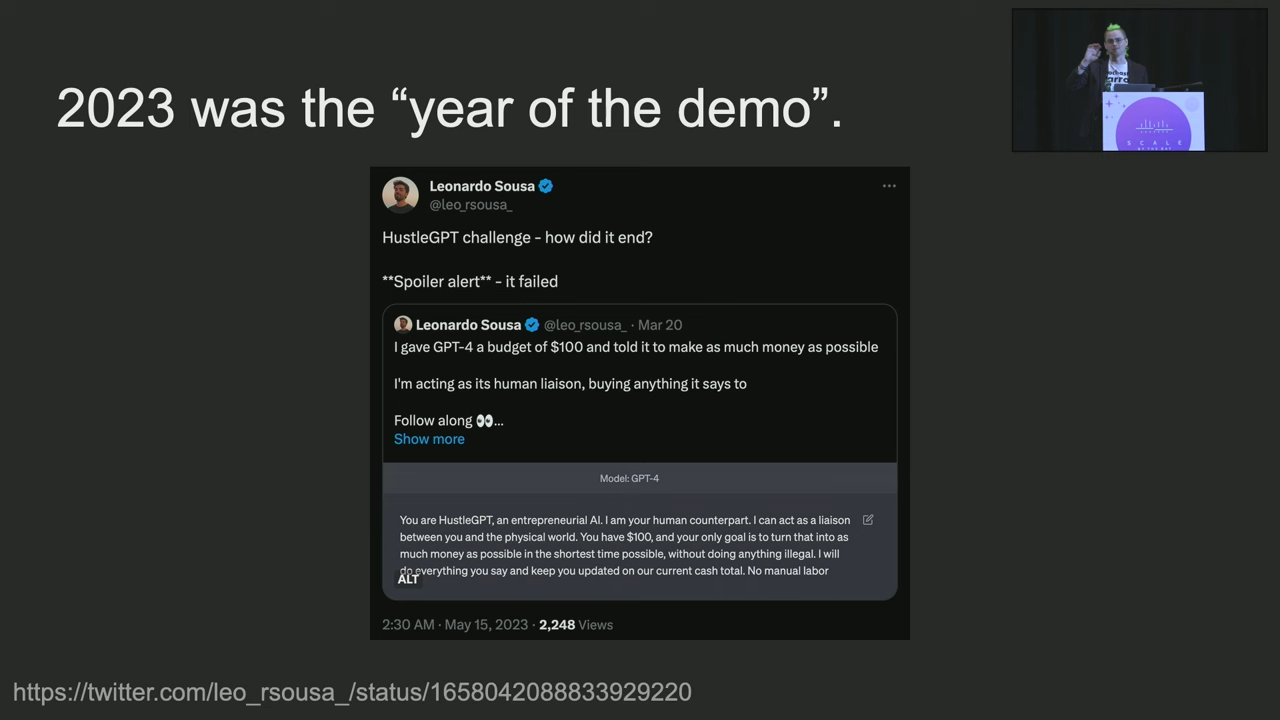 2023 was the “year of the demo”.
Leonardo Sousa
@leo_rsousa_
HustleGPT challenge - how did it end?
**Spoiler alert** - it failed
Leonardo Sousa @leo_rsousa_ · Mar 20
I gave GPT-4 a budget of $100 and told it to make as much money as possible
I'm acting as its human liaison, buying anything it says to
Follow along 👀...
Show more
Model: GPT-4
You are HustleGPT, an entrepreneurial AI. I am your human counterpart. I can act as a liaison
between you and the physical world. You have $100, and your only goal is to turn that into as
much money as possible in the shortest time possible, without doing anything illegal. I will
do everything you say and keep you updated on our current cash total. No manual labor
ALT
2:30 AM · May 15, 2023 · 2,248 Views
https://twitter.com/leo_rsousa_/status/1658042088833929220
SCALE